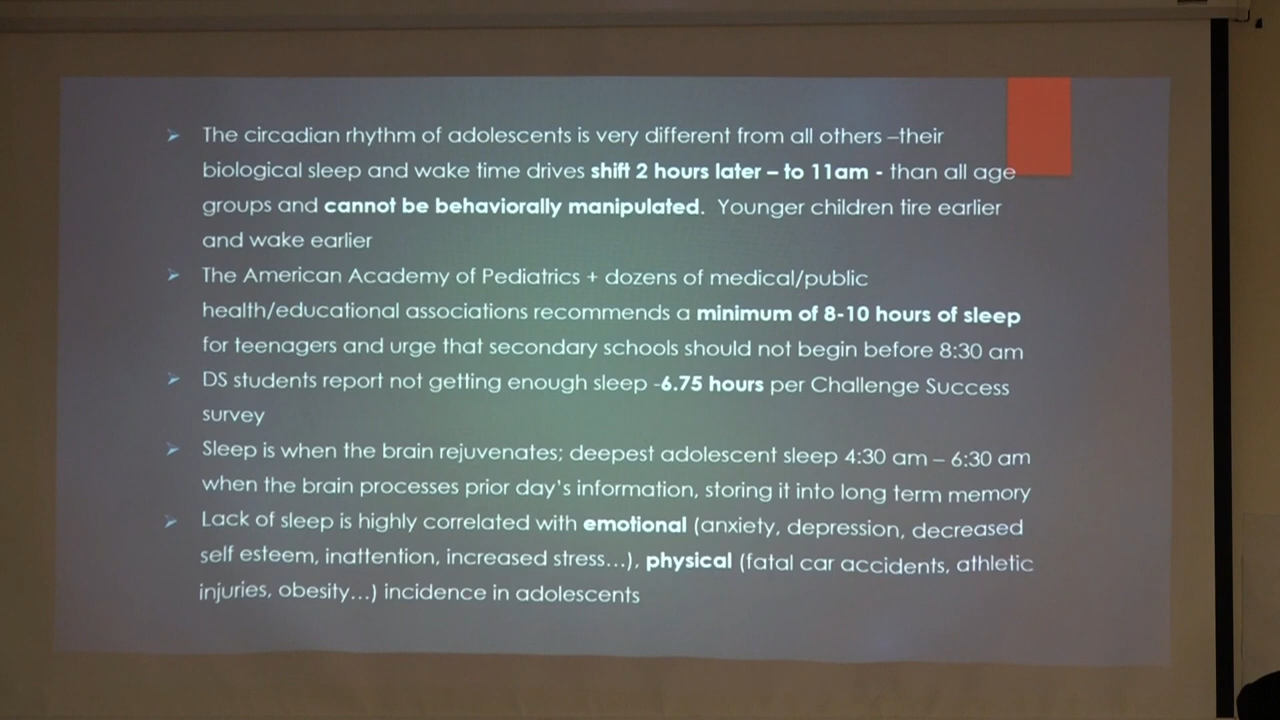 ➢ The circadian rhythm of adolescents is very different from all others –their
biological sleep and wake time drives shift 2 hours later – to 11am - than all age
groups and cannot be behaviorally manipulated. Younger children tire earlier
and wake earlier
➢ The American Academy of Pediatrics + dozens of medical/public
health/educational associations recommends a minimum of 8-10 hours of sleep
for teenagers and urge that secondary schools should not begin before 8:30 am
➢ DS students report not getting enough sleep -6.75 hours per Challenge Success
survey
➢ Sleep is when the brain rejuvenates; deepest adolescent sleep 4:30 am – 6:30 am
when the brain processes prior day's information, storing it into long term memory
➢ Lack of sleep is highly correlated with emotional (anxiety, depression, decreased
self esteem, inattention, increased stress...), physical (fatal car accidents, athletic
injuries, obesity...) incidence in adolescents